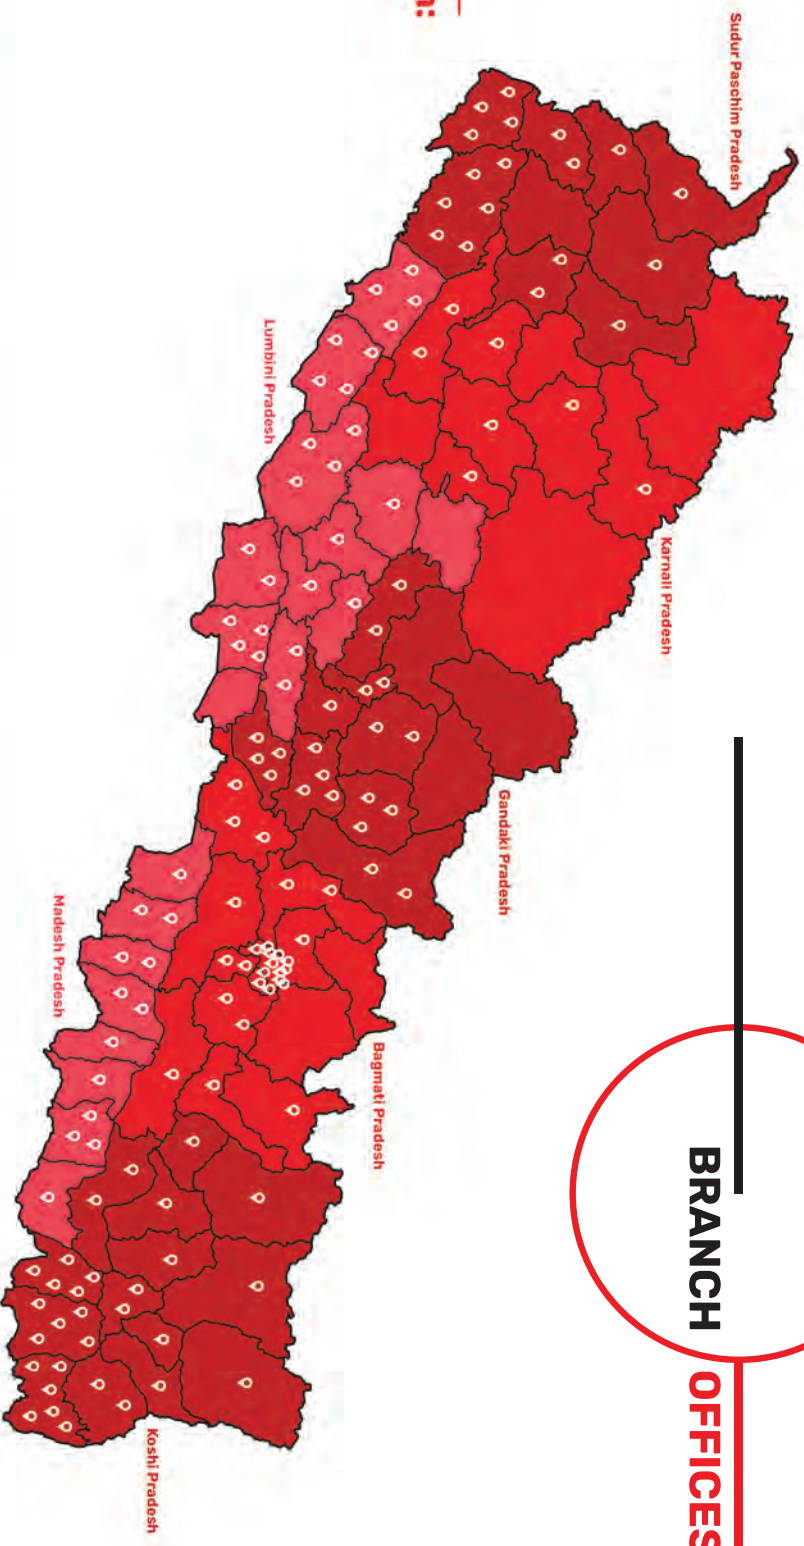 BRANCH OFFICES
Sudur Paschim Pradesh
Karnali Pradesh
Lumbini Pradesh
Gandaki Pradesh
Bagmati Pradesh
Madesh Pradesh
Koshi Pradesh